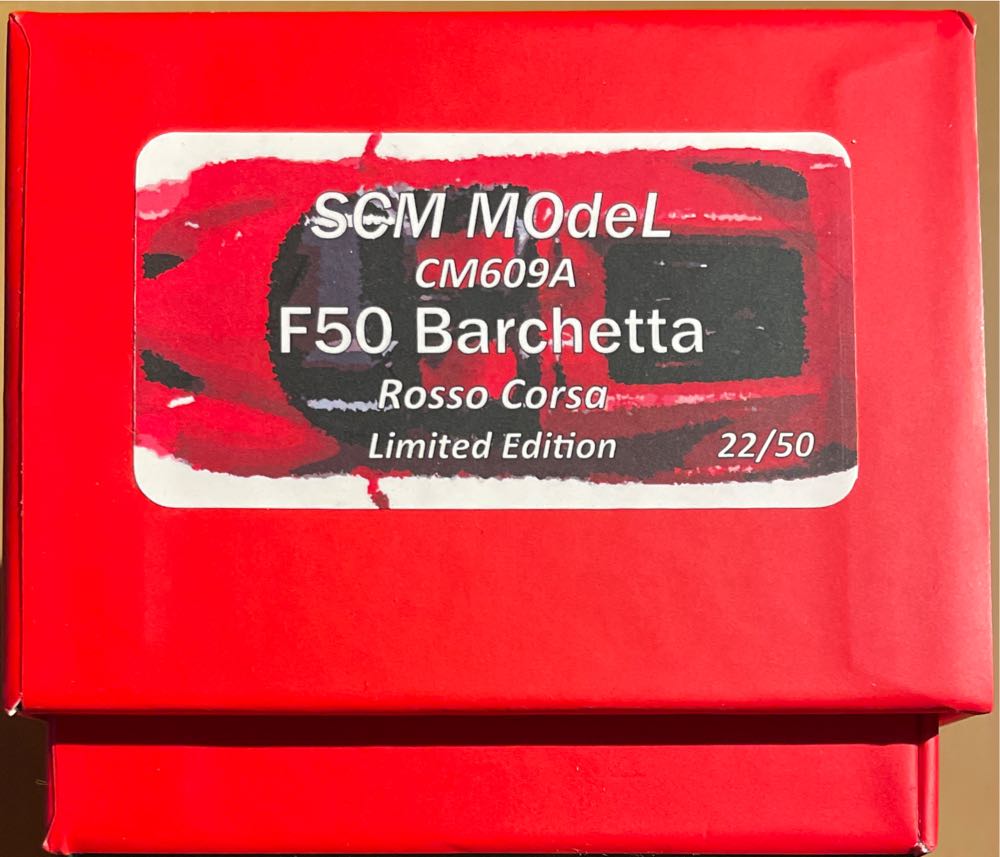 SCM MOdeL
CM609A
F50 Barchetta
Rosso Corsa
Limited Edition 22/50